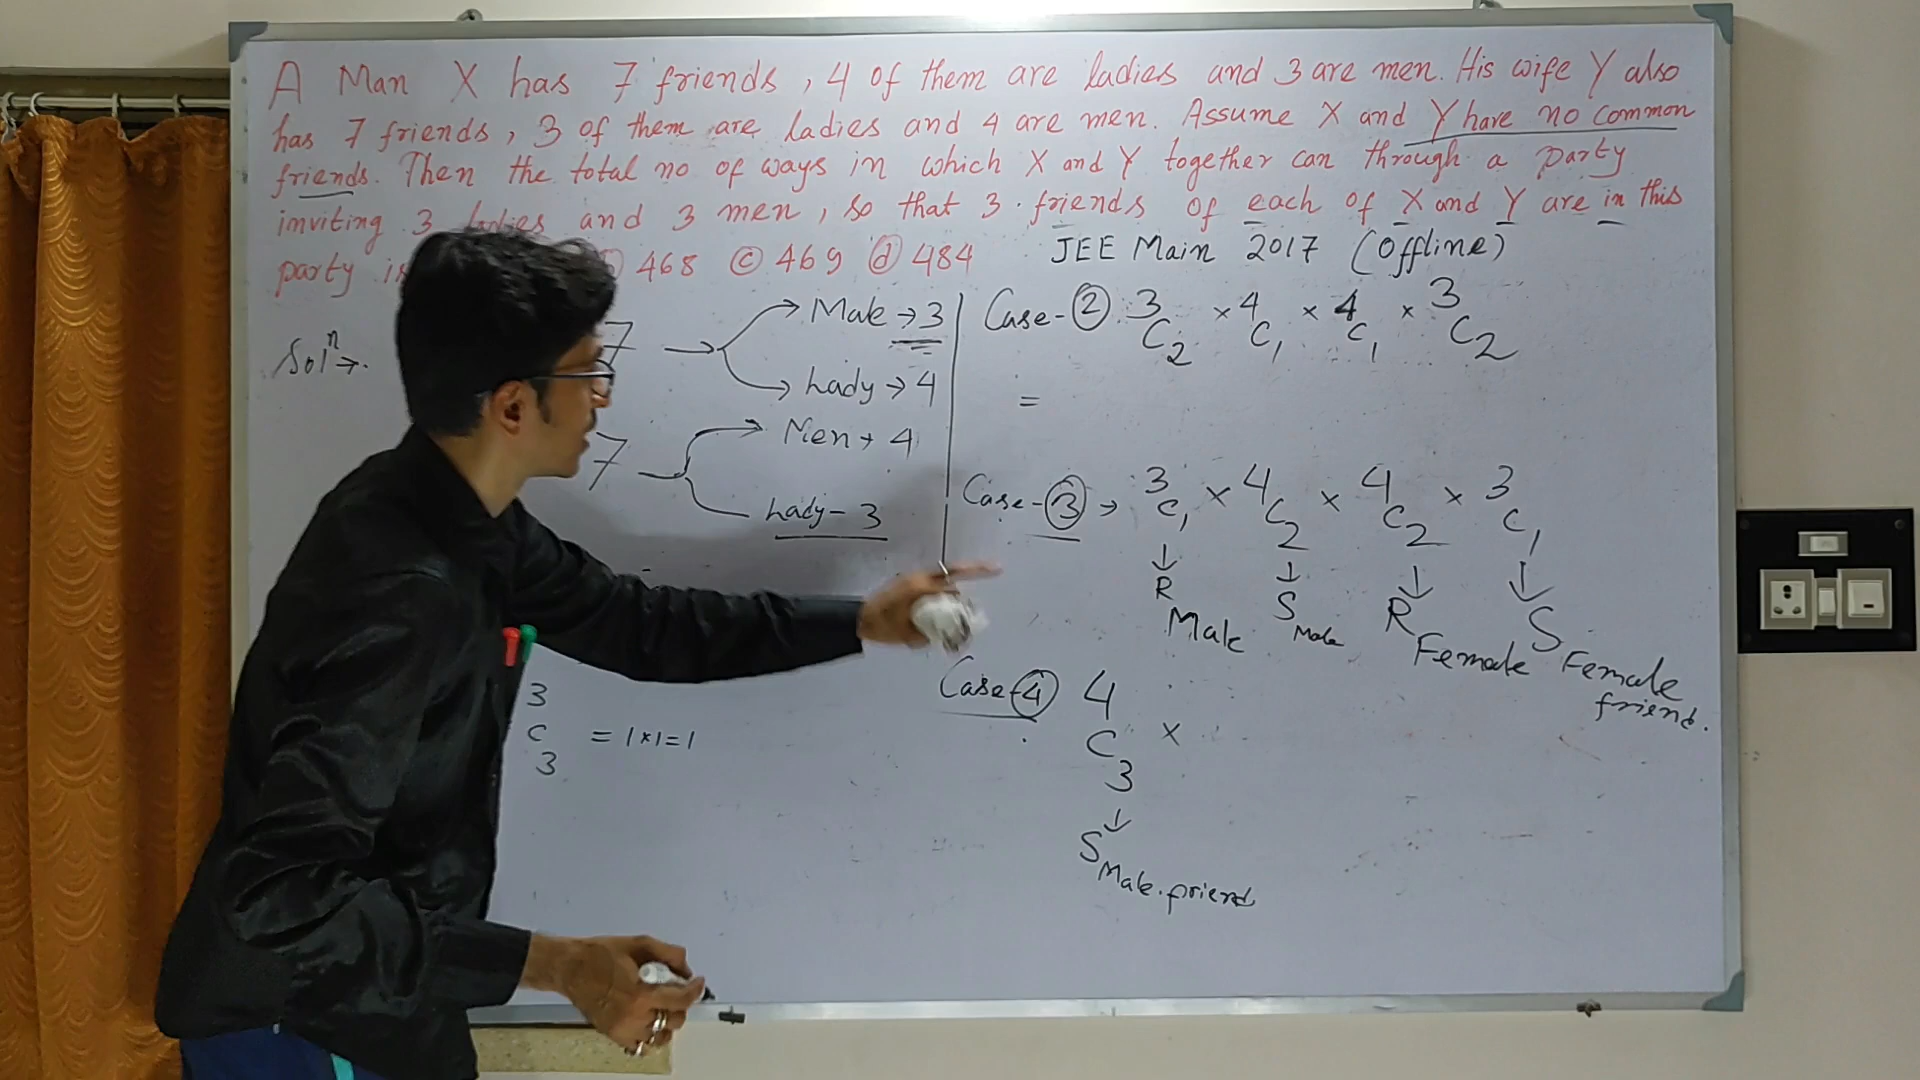 A Man X has 7 friends, 4 of them are ladies and 3 are men. His wife Y also
has 7 friends, 3 of them are ladies and 4 are men. Assume X and Y have no common
friends. Then the total no of ways in which X and Y together can through a party
inviting 3 ladies and 3 men, so that 3 friends of each of X and Y are in this
party is 468 ⓒ 469 ⓓ 484 JEE Main 2017 (Offline)
Solⁿ→.
7 → Male → 3
Lady → 4
7 Men → 4
Lady - 3
3
C = 1×1=1
3
Case-② 3C2 × 4C1 × 4C1 × 3C2
=
Case-③ → 3C1 × 4C2 × 4C2 × 3C1
↓ ↓ ↓ ↓
R Male S Male R Female S Female friend.
Case-④ 4C3 ×
↓
S Male friend